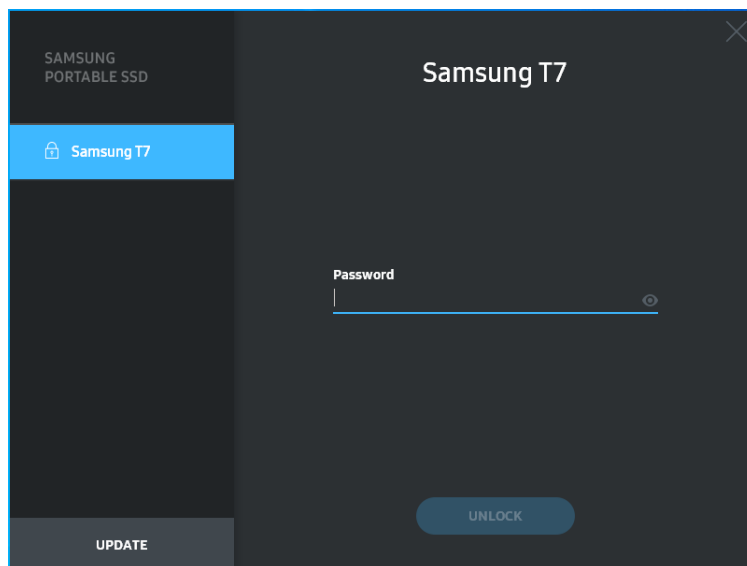 SAMSUNG
PORTABLE SSD
Samsung T7
Samsung T7
Password
UNLOCK
UPDATE